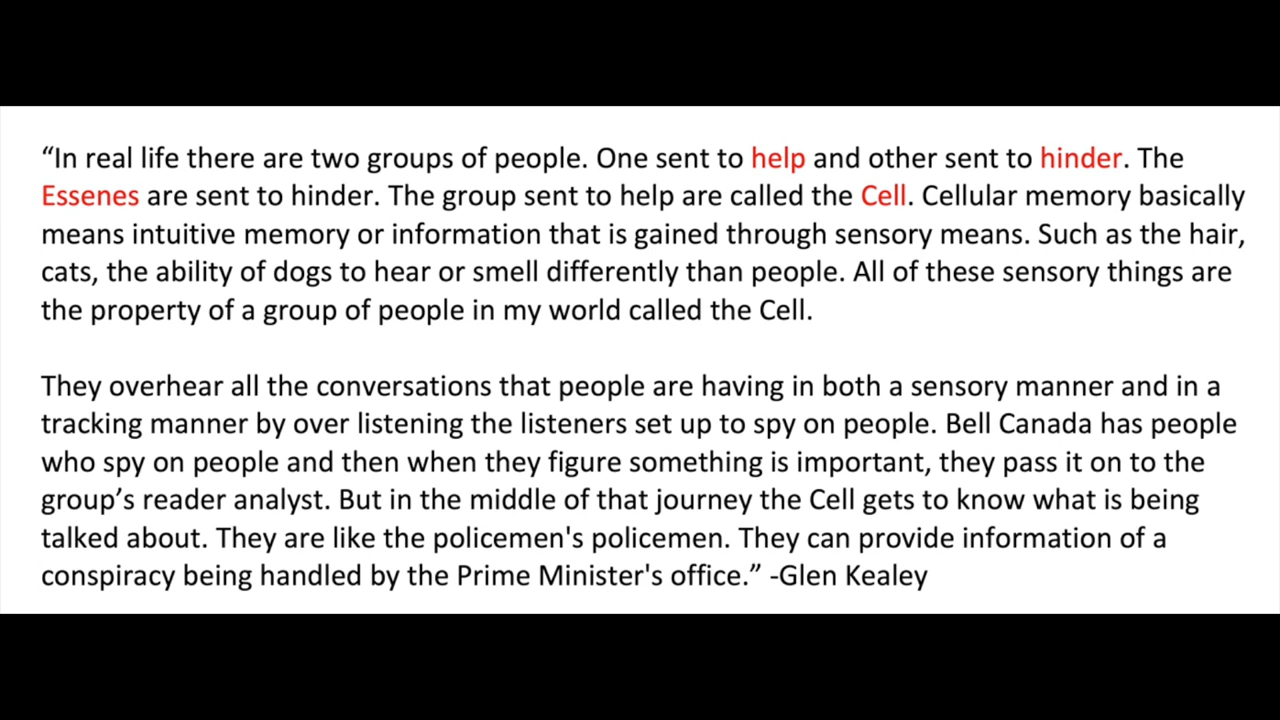 “In real life there are two groups of people. One sent to help and other sent to hinder. The
Essenes are sent to hinder. The group sent to help are called the Cell. Cellular memory basically
means intuitive memory or information that is gained through sensory means. Such as the hair,
cats, the ability of dogs to hear or smell differently than people. All of these sensory things are
the property of a group of people in my world called the Cell.
They overhear all the conversations that people are having in both a sensory manner and in a
tracking manner by over listening the listeners set up to spy on people. Bell Canada has people
who spy on people and then when they figure something is important, they pass it on to the
group’s reader analyst. But in the middle of that journey the Cell gets to know what is being
talked about. They are like the policemen's policemen. They can provide information of a
conspiracy being handled by the Prime Minister's office.” -Glen Kealey